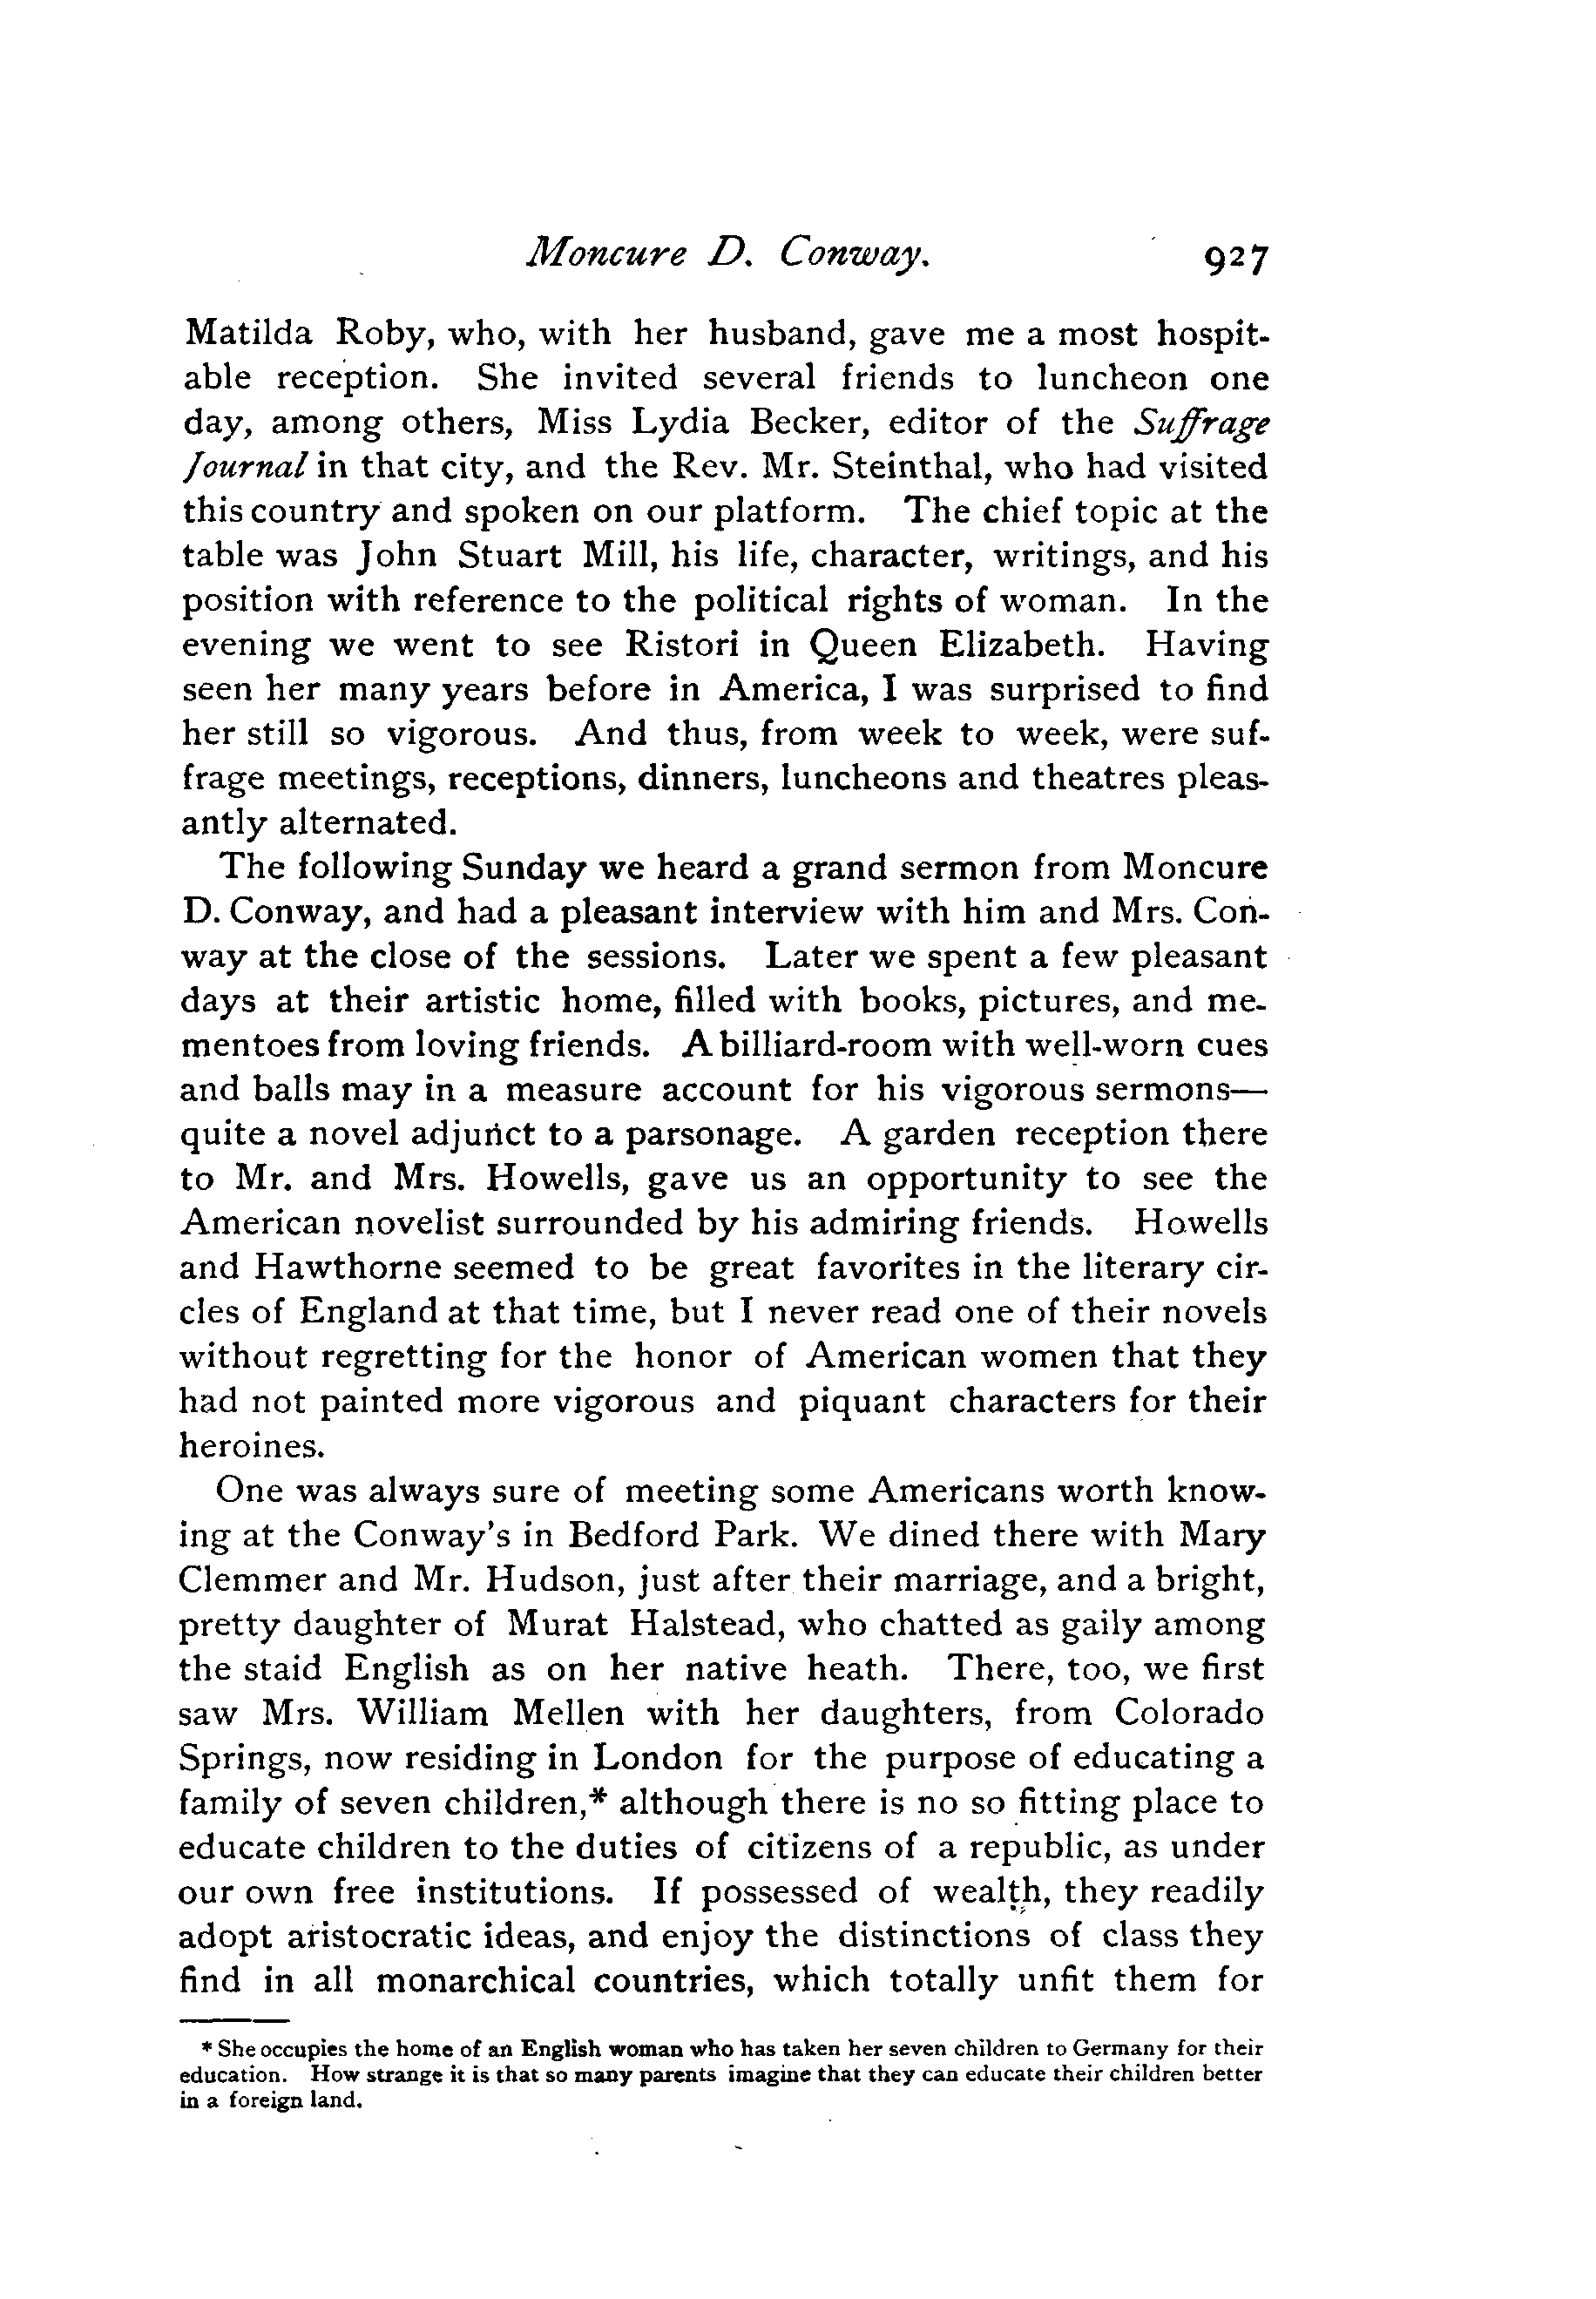 Moncure D. Conway. 927
Matilda Roby, who, with her husband, gave me a most hospit-
able reception. She invited several friends to luncheon one
day, among others, Miss Lydia Becker, editor of the Suffrage
Journal in that city, and the Rev. Mr. Steinthal, who had visited
this country and spoken on our platform. The chief topic at the
table was John Stuart Mill, his life, character, writings, and his
position with reference to the political rights of woman. In the
evening we went to see Ristori in Queen Elizabeth. Having
seen her many years before in America, I was surprised to find
her still so vigorous. And thus, from week to week, were suf-
frage meetings, receptions, dinners, luncheons and theatres pleas-
antly alternated.
The following Sunday we heard a grand sermon from Moncure
D. Conway, and had a pleasant interview with him and Mrs. Con-
way at the close of the sessions. Later we spent a few pleasant
days at their artistic home, filled with books, pictures, and me-
mentoes from loving friends. A billiard-room with well-worn cues
and balls may in a measure account for his vigorous sermons—
quite a novel adjunct to a parsonage. A garden reception there
to Mr. and Mrs. Howells, gave us an opportunity to see the
American novelist surrounded by his admiring friends. Howells
and Hawthorne seemed to be great favorites in the literary cir-
cles of England at that time, but I never read one of their novels
without regretting for the honor of American women that they
had not painted more vigorous and piquant characters for their
heroines.
One was always sure of meeting some Americans worth know-
ing at the Conway's in Bedford Park. We dined there with Mary
Clemmer and Mr. Hudson, just after their marriage, and a bright,
pretty daughter of Murat Halstead, who chatted as gaily among
the staid English as on her native heath. There, too, we first
saw Mrs. William Mellen with her daughters, from Colorado
Springs, now residing in London for the purpose of educating a
family of seven children,* although there is no so fitting place to
educate children to the duties of citizens of a republic, as under
our own free institutions. If possessed of wealth, they readily
adopt aristocratic ideas, and enjoy the distinctions of class they
find in all monarchical countries, which totally unfit them for
* She occupies the home of an English woman who has taken her seven children to Germany for their
education. How strange it is that so many parents imagine that they can educate their children better
in a foreign land.